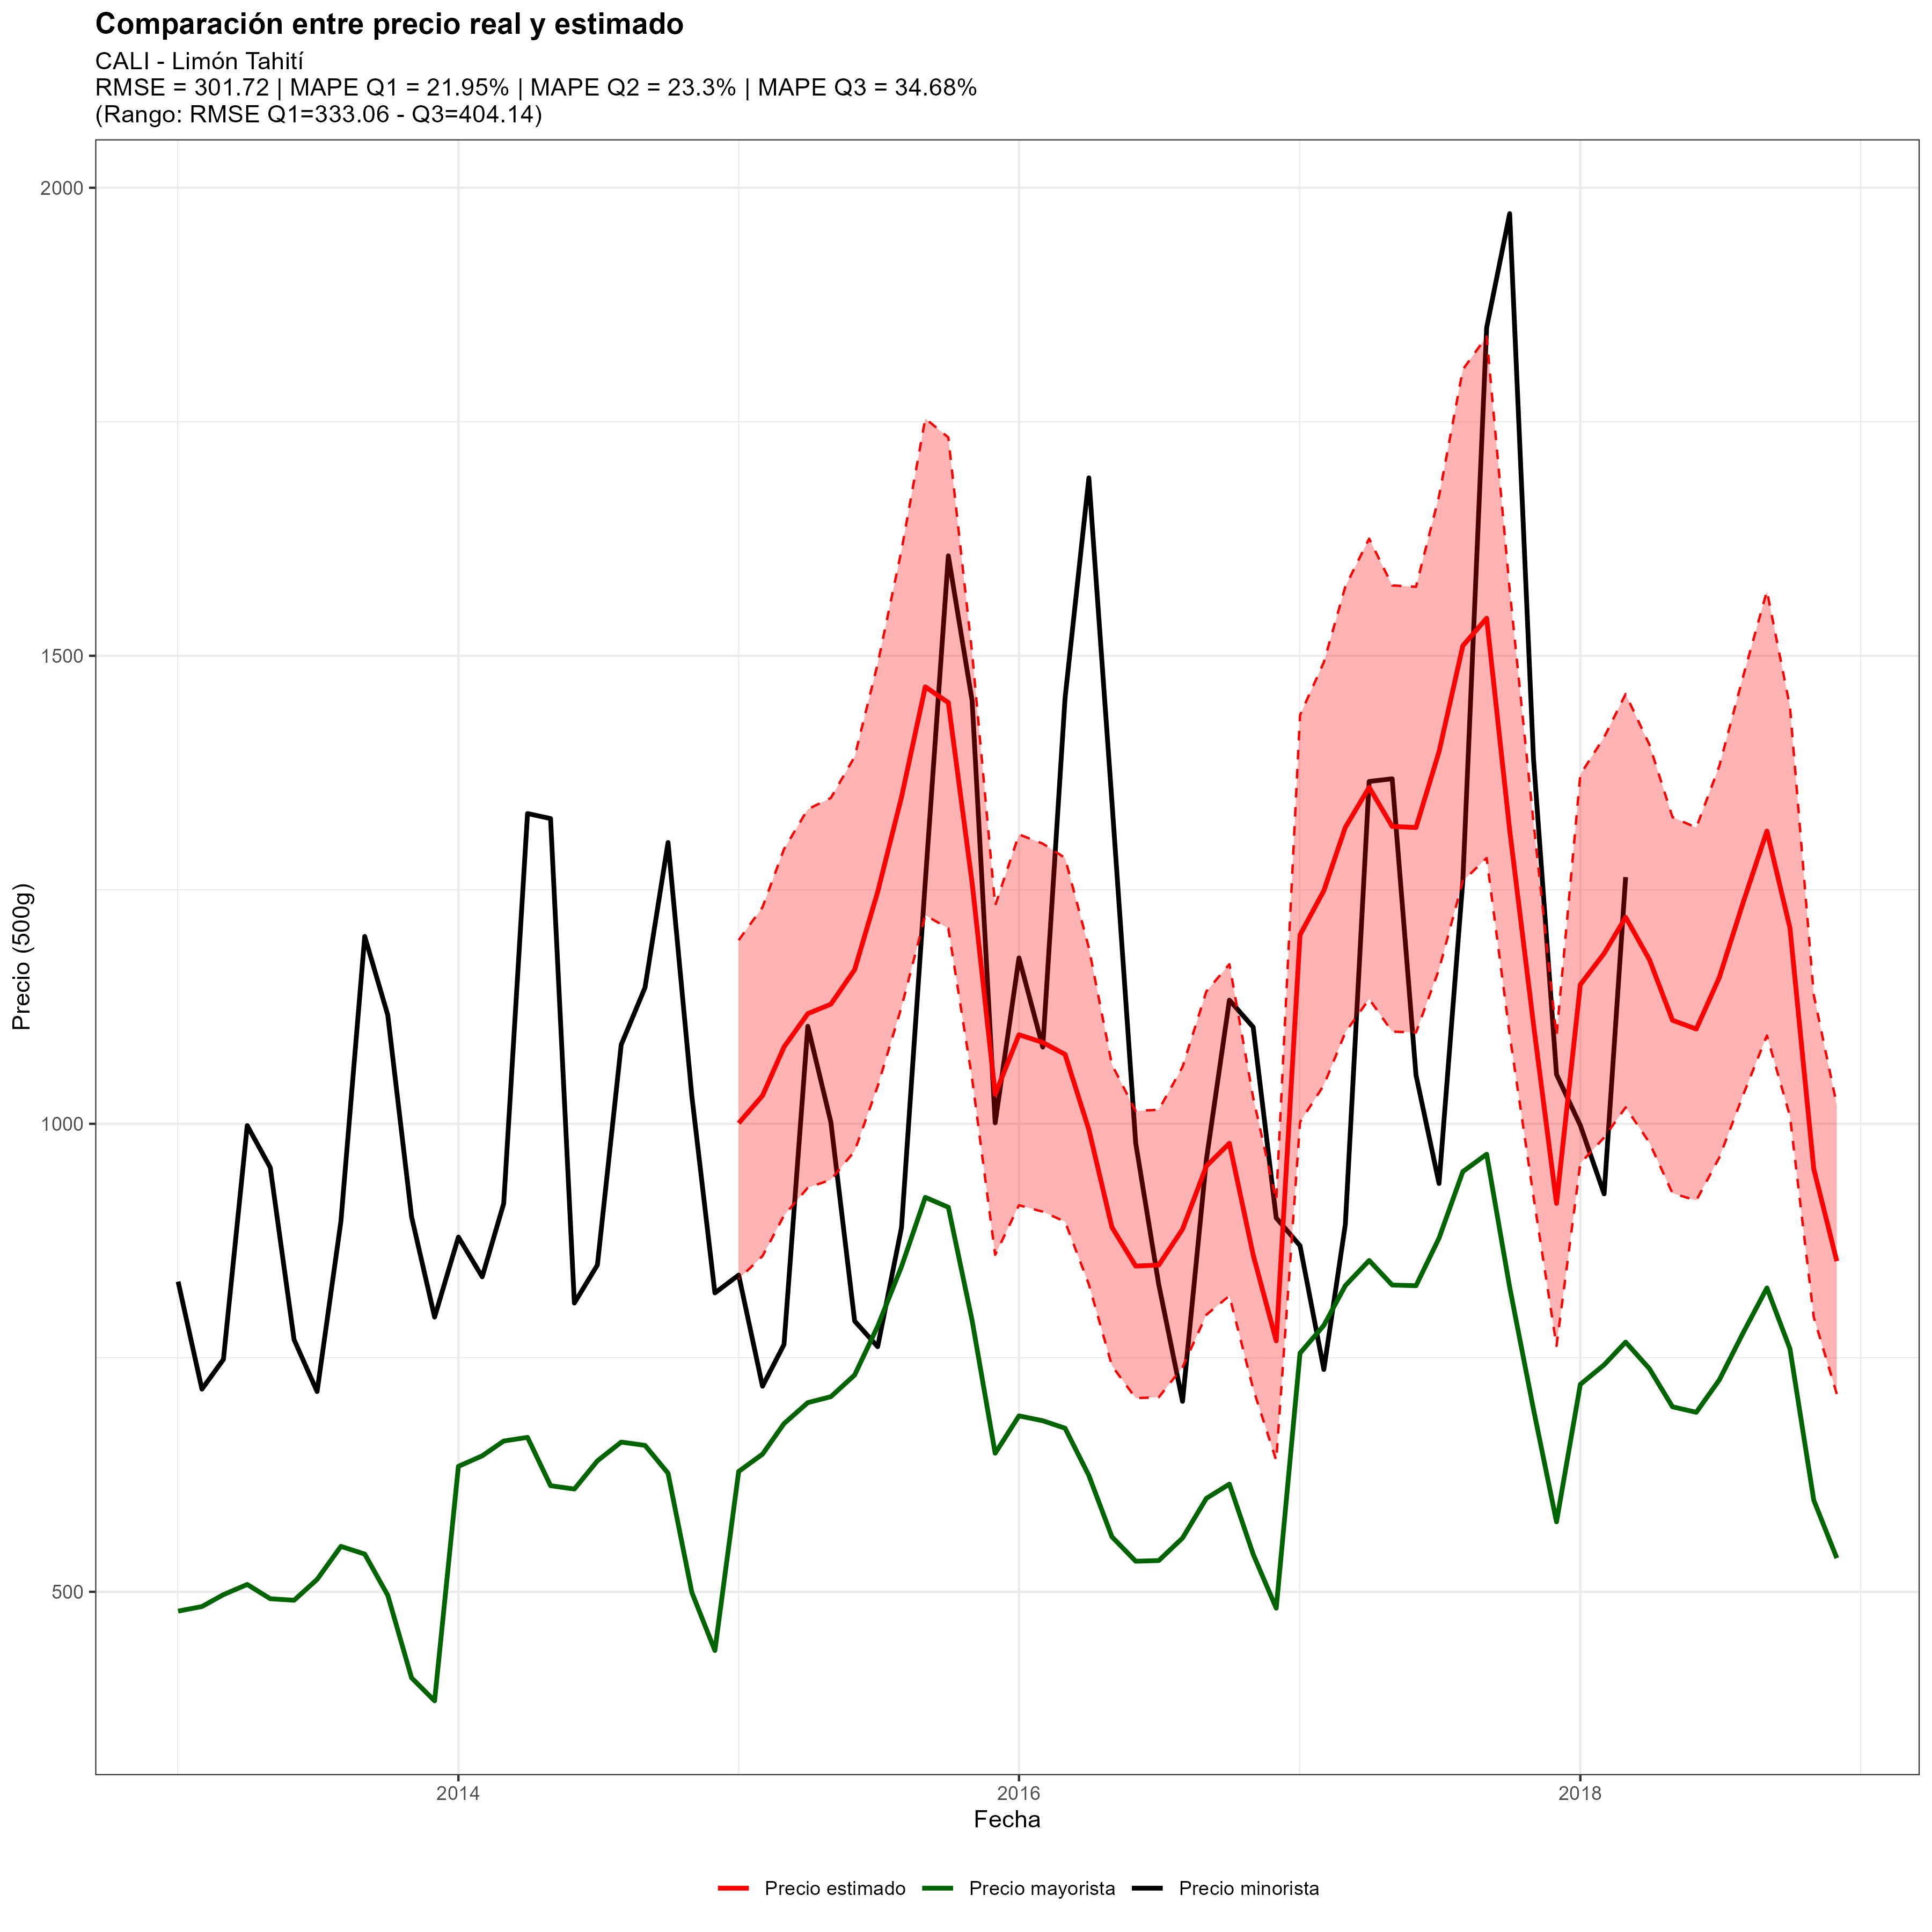 Comparación entre precio real y estimado
CALI - Limón Tahití
RMSE = 301.72 | MAPE Q1 = 21.95% | MAPE Q2 = 23.3% | MAPE Q3 = 34.68%
(Rango: RMSE Q1=333.06 - Q3=404.14)
Precio (500g)
2000
1500
1000
500
2014 2016 2018
Fecha
Precio estimado Precio mayorista Precio minorista